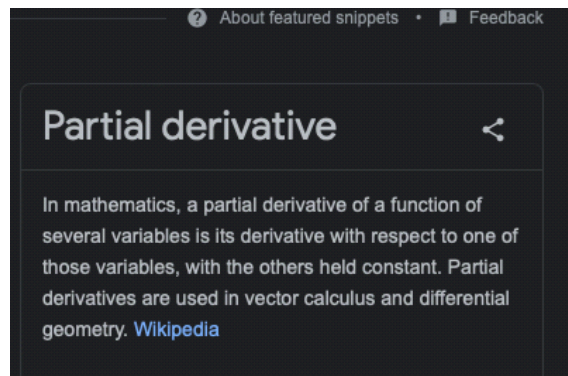 About featured snippets • Feedback
Partial derivative
In mathematics, a partial derivative of a function of
several variables is its derivative with respect to one of
those variables, with the others held constant. Partial
derivatives are used in vector calculus and differential
geometry. Wikipedia